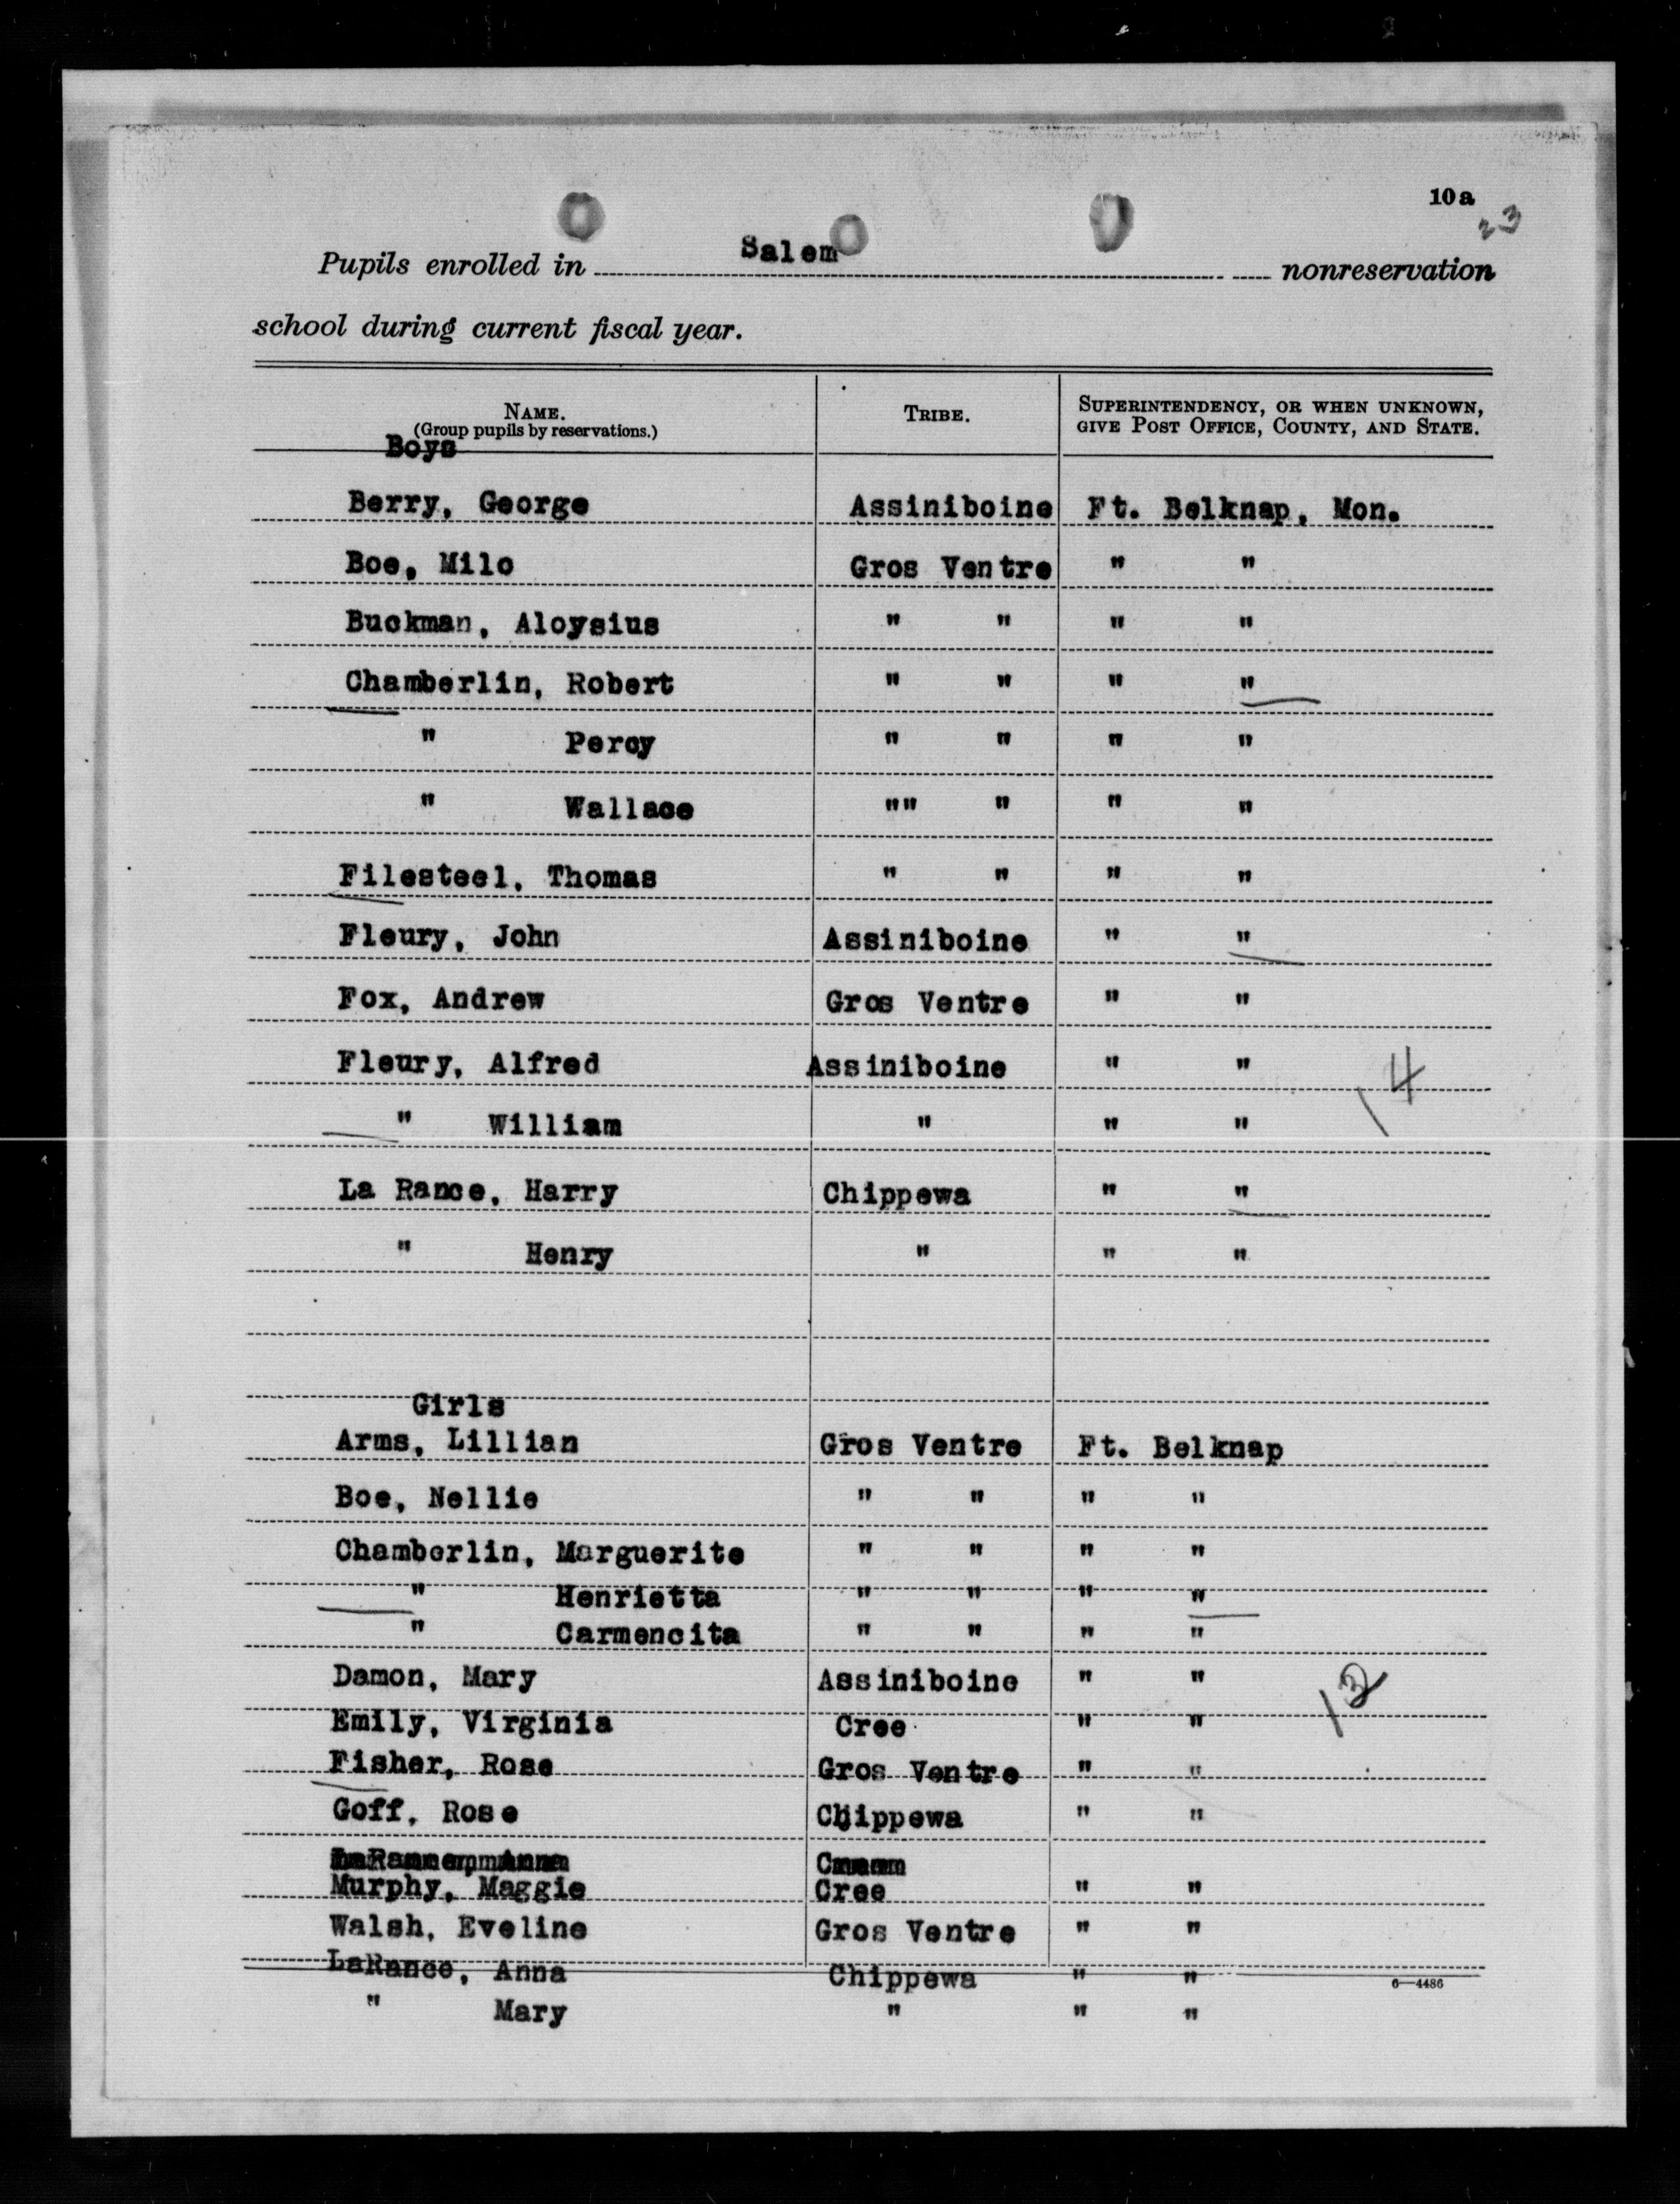 10a
23
Pupils enrolled in Salem nonreservation
school during current fiscal year.
NAME. TRIBE. SUPERINTENDENCY, OR WHEN UNKNOWN,
(Group pupils by reservations.) GIVE POST OFFICE, COUNTY, AND STATE.
Boys
Berry, George Assiniboine Ft. Belknap, Mon.
Boe, Milo Gros Ventre " "
Buckman, Aloysius " " " "
Chamberlin, Robert " " " "
" Percy " " " "
" Wallace "" " " "
Filesteel, Thomas " " " "
Fleury, John Assiniboine " "
Fox, Andrew Gros Ventre " "
Fleury, Alfred Assiniboine " " 14
" William " " "
La Rance, Harry Chippewa " "
" Henry " " "
Girls
Arms, Lillian Gros Ventre Ft. Belknap
Boe, Nellie " " " "
Chamberlin, Marguerite " " " "
" Henrietta " " " "
" Carmencita " " " "
Damon, Mary Assiniboine " " 13
Emily, Virginia Cree " "
Fisher, Rose Gros Ventre " "
Goff, Rose Chippewa " "
Murphy, Maggie Cree " "
Walsh, Eveline Gros Ventre " "
LaRance, Anna Chippewa " "
6—4486
" Mary " " "